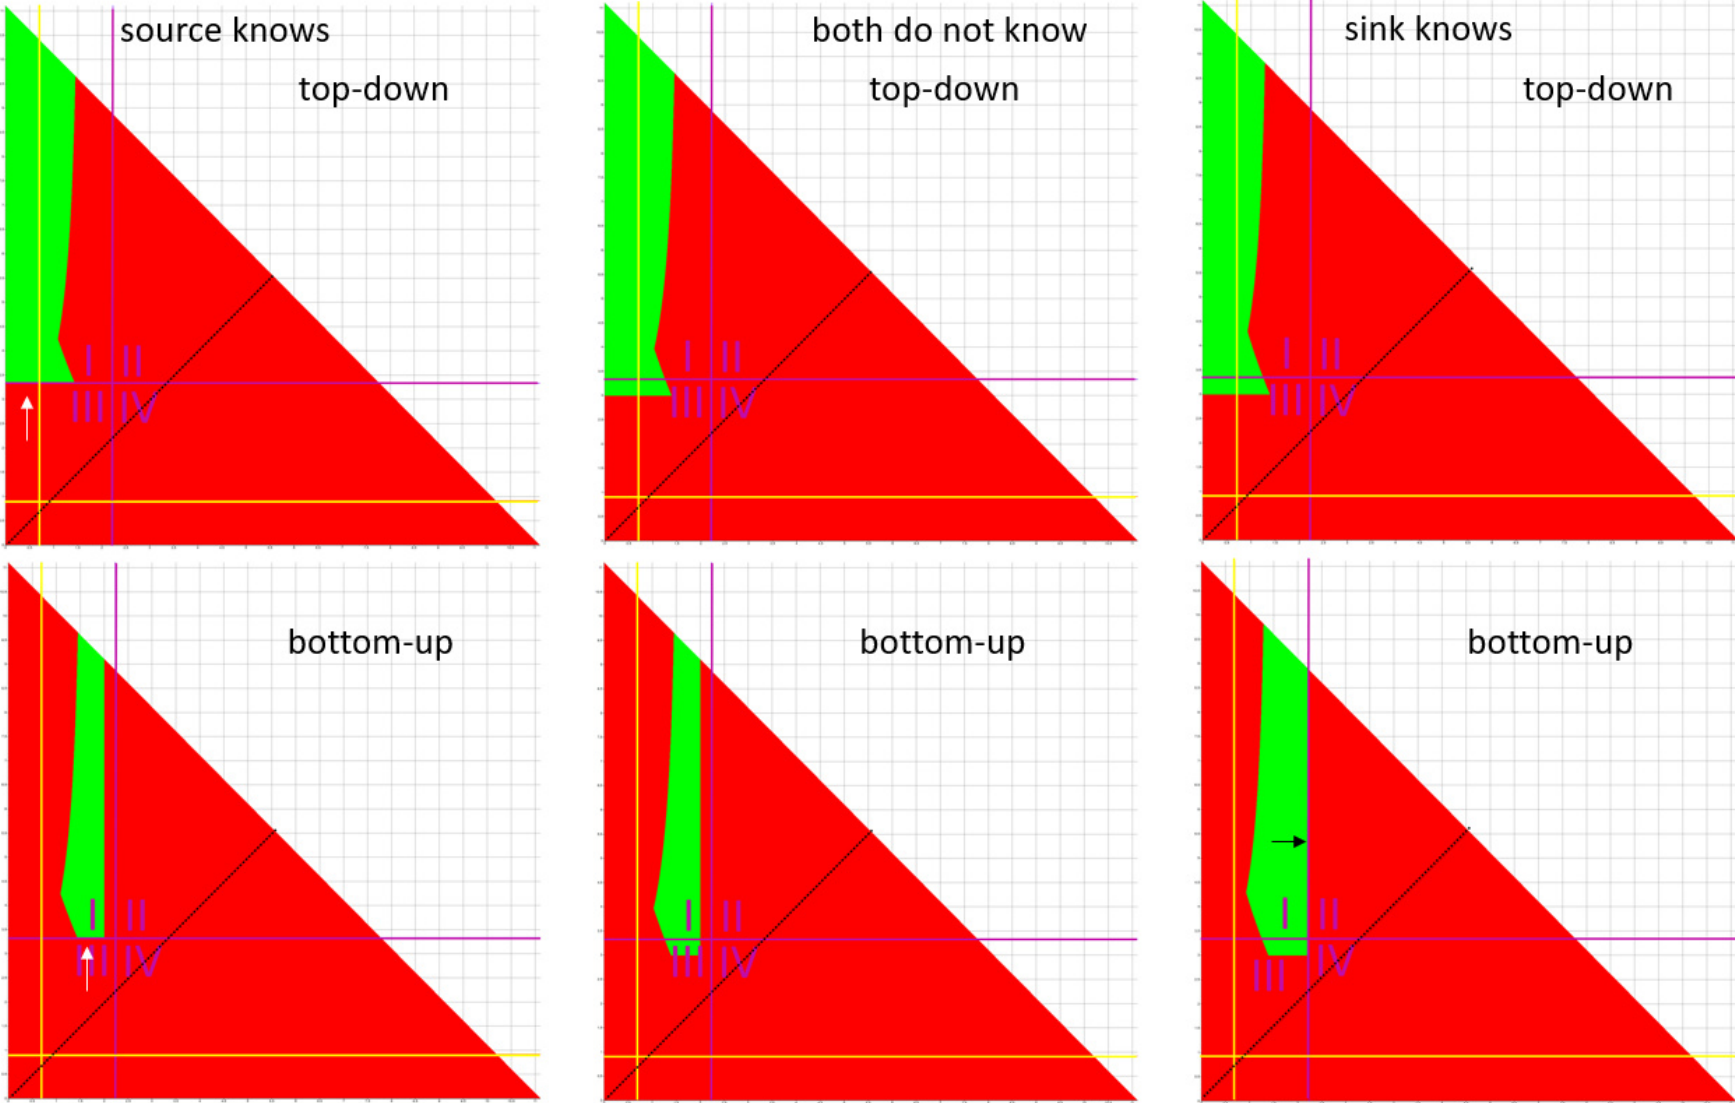 source knows
top-down
I II
III IV
both do not know
top-down
I II
III IV
sink knows
top-down
I II
III IV
bottom-up
I II
III IV
bottom-up
I II
III IV
bottom-up
I II
III IV